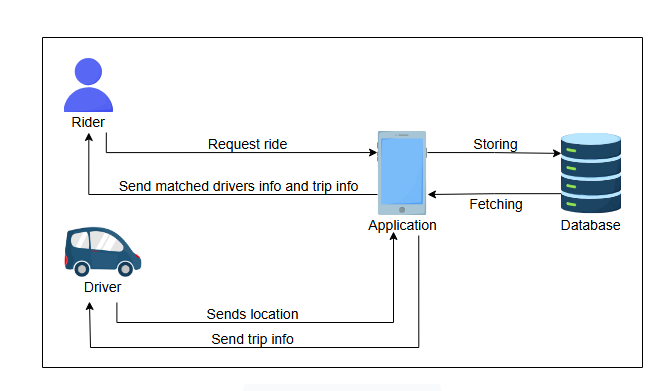 Rider
Request ride
Storing
Send matched drivers info and trip info
Fetching
Application
Database
Driver
Sends location
Send trip info